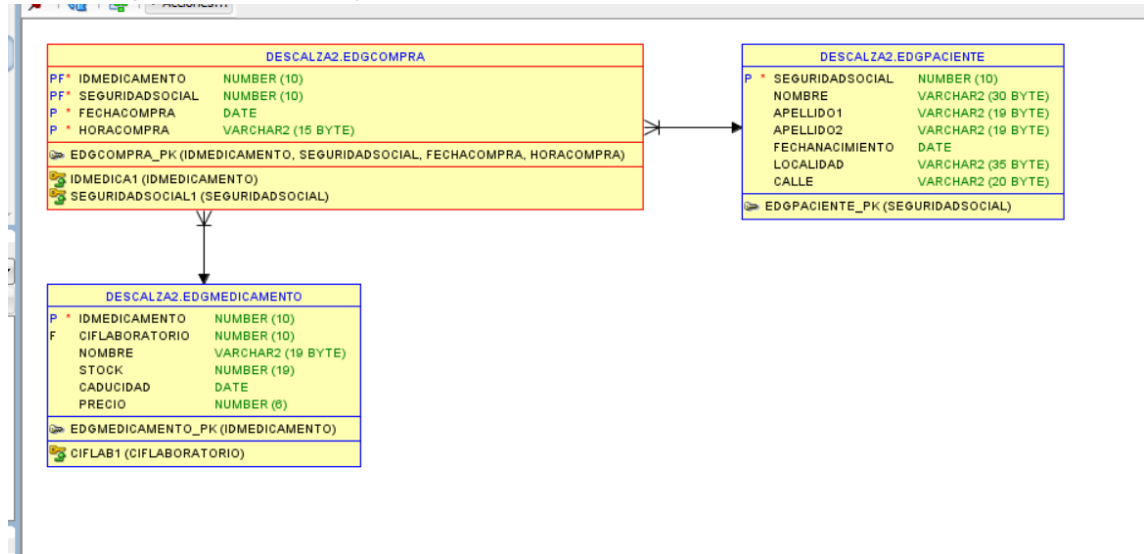 DESCALZA2.EDGCOMPRA
PF* IDMEDICAMENTO NUMBER (10)
PF* SEGURIDADSOCIAL NUMBER (10)
P * FECHACOMPRA DATE
P * HORACOMPRA VARCHAR2 (15 BYTE)
EDGCOMPRA_PK (IDMEDICAMENTO, SEGURIDADSOCIAL, FECHACOMPRA, HORACOMPRA)
IDMEDICA1 (IDMEDICAMENTO)
SEGURIDADSOCIAL1 (SEGURIDADSOCIAL)
DESCALZA2.EDGPACIENTE
P * SEGURIDADSOCIAL NUMBER (10)
NOMBRE VARCHAR2 (30 BYTE)
APELLIDO1 VARCHAR2 (19 BYTE)
APELLIDO2 VARCHAR2 (19 BYTE)
FECHANACIMIENTO DATE
LOCALIDAD VARCHAR2 (35 BYTE)
CALLE VARCHAR2 (20 BYTE)
EDGPACIENTE_PK (SEGURIDADSOCIAL)
DESCALZA2.EDGMEDICAMENTO
P * IDMEDICAMENTO NUMBER (10)
F CIFLABORATORIO NUMBER (10)
NOMBRE VARCHAR2 (19 BYTE)
STOCK NUMBER (19)
CADUCIDAD DATE
PRECIO NUMBER (6)
EDGMEDICAMENTO_PK (IDMEDICAMENTO)
CIFLAB1 (CIFLABORATORIO)